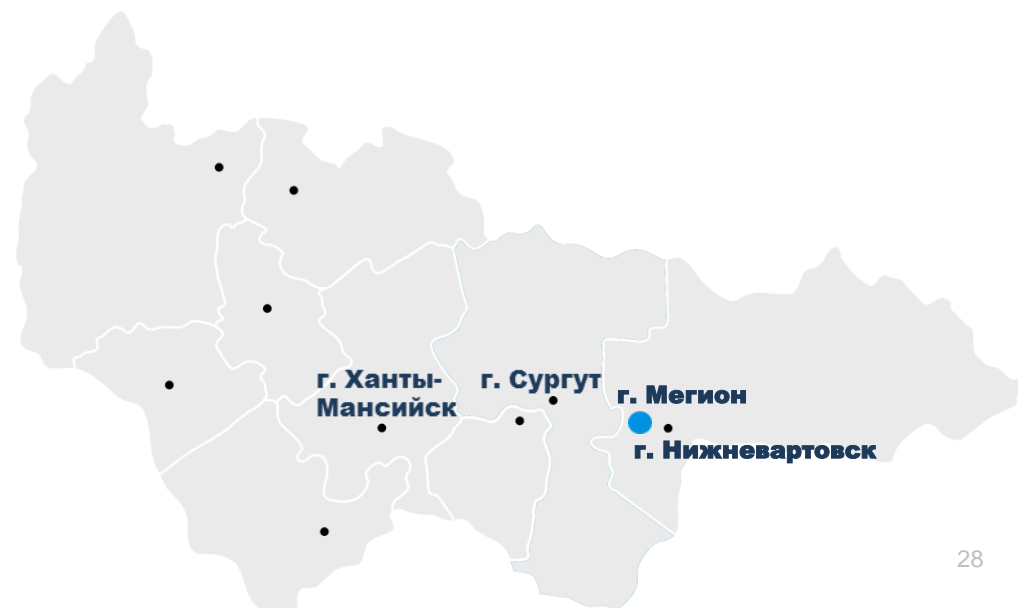 г. Ханты-
Мансийск
г. Сургут
г. Мегион
г. Нижневартовск
28